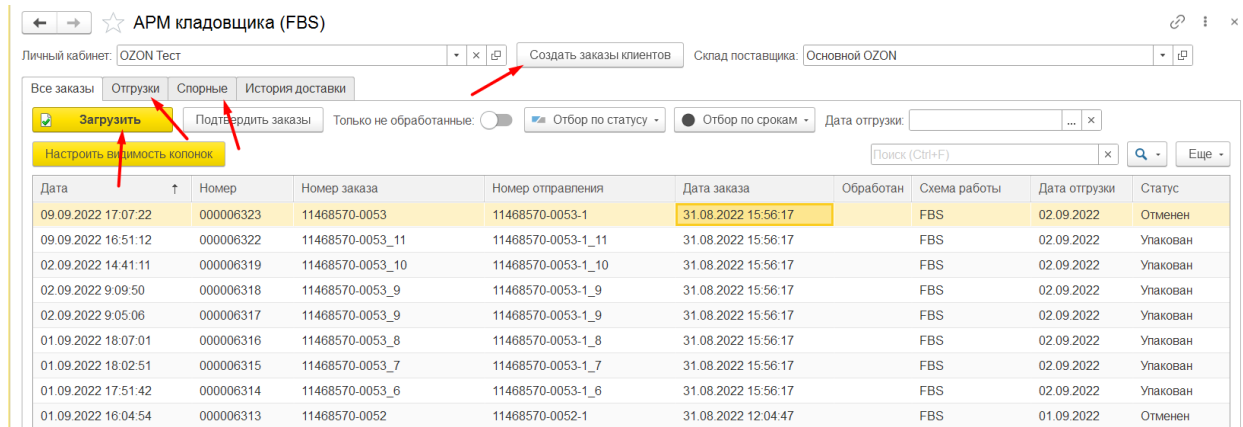 АРМ кладовщика (FBS)
Личный кабинет: OZON Тест Создать заказы клиентов Склад поставщика: Основной OZON
Все заказы Отгрузки Спорные История доставки
Загрузить Подтвердить заказы Только не обработанные: Отбор по статусу Отбор по срокам Дата отгрузки: ...
Настроить видимость колонок Поиск (Ctrl+F) Еще
Дата Номер Номер заказа Номер отправления Дата заказа Обработан Схема работы Дата отгрузки Статус
09.09.2022 17:07:22 000006323 11468570-0053 11468570-0053-1 31.08.2022 15:56:17 FBS 02.09.2022 Отменен
09.09.2022 16:51:12 000006322 11468570-0053_11 11468570-0053-1_11 31.08.2022 15:56:17 FBS 02.09.2022 Упакован
02.09.2022 14:41:11 000006319 11468570-0053_10 11468570-0053-1_10 31.08.2022 15:56:17 FBS 02.09.2022 Упакован
02.09.2022 9:09:50 000006318 11468570-0053_9 11468570-0053-1_9 31.08.2022 15:56:17 FBS 02.09.2022 Упакован
02.09.2022 9:05:06 000006317 11468570-0053_9 11468570-0053-1_9 31.08.2022 15:56:17 FBS 02.09.2022 Упакован
01.09.2022 18:07:01 000006316 11468570-0053_8 11468570-0053-1_8 31.08.2022 15:56:17 FBS 02.09.2022 Упакован
01.09.2022 18:02:51 000006315 11468570-0053_7 11468570-0053-1_7 31.08.2022 15:56:17 FBS 02.09.2022 Упакован
01.09.2022 17:51:42 000006314 11468570-0053_6 11468570-0053-1_6 31.08.2022 15:56:17 FBS 02.09.2022 Упакован
01.09.2022 16:04:54 000006313 11468570-0052 11468570-0052-1 31.08.2022 12:04:47 FBS 01.09.2022 Отменен